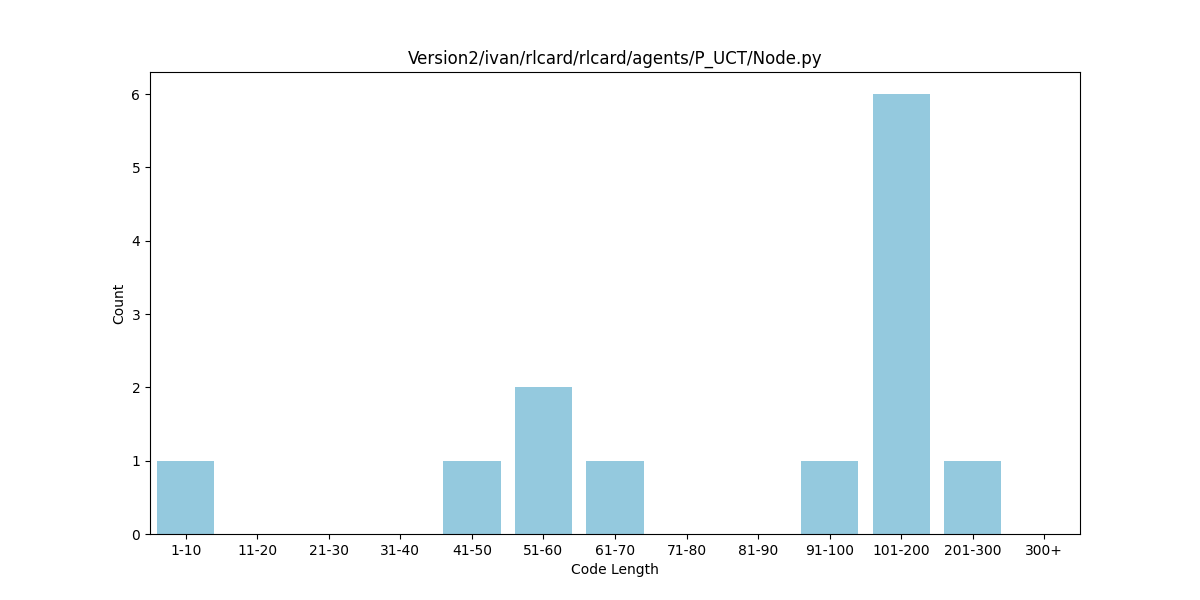 Version2/ivan/rlcard/rlcard/agents/P_UCT/Node.py
6
5
4
3
2
1
0
Count
1-10 11-20 21-30 31-40 41-50 51-60 61-70 71-80 81-90 91-100 101-200 201-300 300+
Code Length